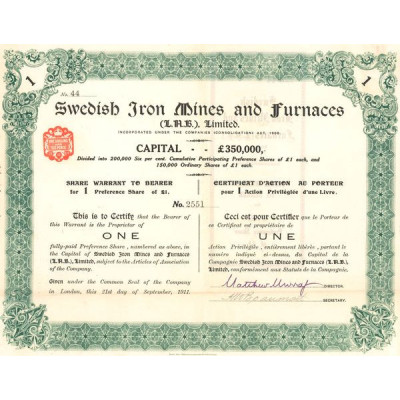 1
1
No. 44
Swedish Iron Mines and Furnaces
(L.R.B.), Limited.
INCORPORATED UNDER THE COMPANIES (CONSOLIDATION) ACT, 1908.
CAPITAL - - £350,000,
Divided into 200,000 Six per cent. Cumulative Participating Preference Shares of £1 each, and
150,000 Ordinary Shares of £1 each.
SHARE WARRANT TO BEARER
for 1 Preference Share of £1.
CERTIFICAT D'ACTION AU PORTEUR
pour 1 Action Privilégiée d'une Livre.
No. 2551
This is to Certify that the Bearer of
this Warrant is the Proprietor of
ONE
fully-paid Preference Share, numbered as above, in
the Capital of Swedish Iron Mines and Furnaces
(L.R.B.), Limited, subject to the Articles of Association
of the Company.
Given under the Common Seal of the Company
in London, this 21st day of September, 1911.
Ceci est pour Certifier que le Porteur de
ce Certificat est propriétaire de
UNE
Action Privilégiée, entièrement libérée, portant le
numéro indiqué ci-dessus, du Capital de la
Compagnie Swedish Iron Mines and Furnaces (L.R.B.),
Limited, conformément aux Statuts de la Compagnie.
Matthew Murray
DIRECTOR.
SECRETARY.